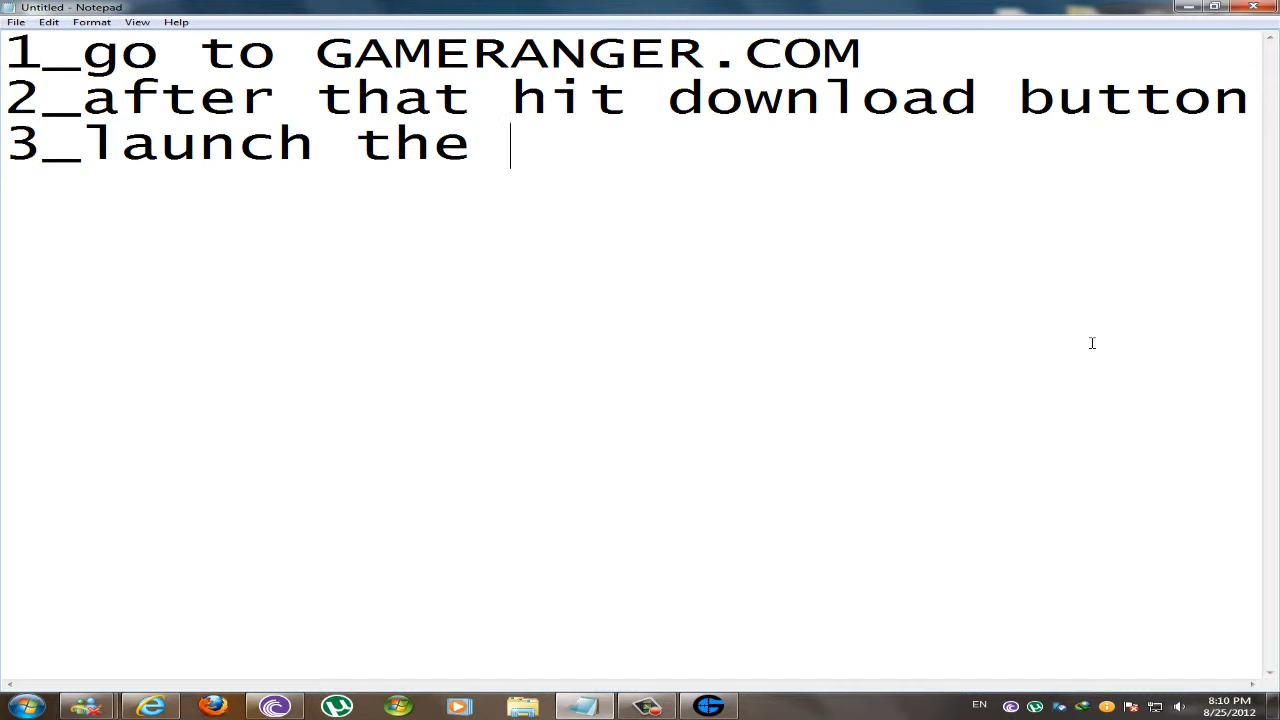 Untitled - Notepad
File Edit Format View Help
1_go to GAMERANGER.COM
2_after that hit download button
3_launch the
EN
8:10 PM
8/25/2012